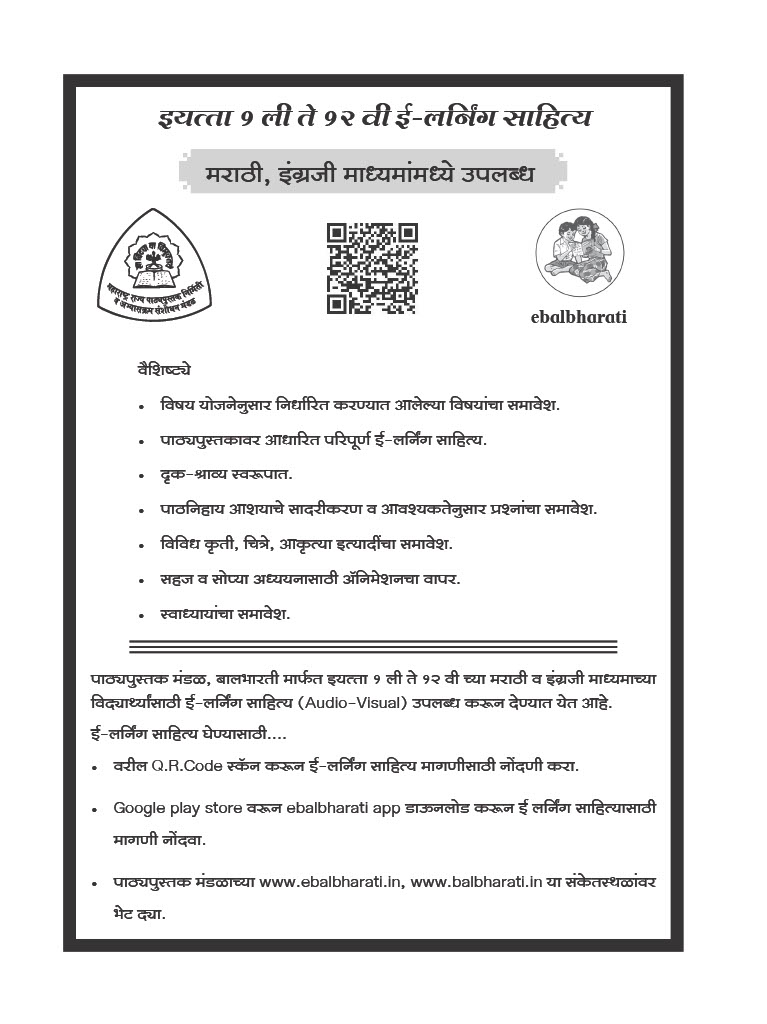 इयत्ता १ ली ते १२ वी ई-लर्निंग साहित्य
मराठी, इंग्रजी माध्यमांमध्ये उपलब्ध
महाराष्ट्र राज्य पाठ्यपुस्तक निर्मिती
व अभ्यासक्रम संशोधन मंडळ
ebalbharati
वैशिष्ट्ये
• विषय योजनेनुसार निर्धारित करण्यात आलेल्या विषयांचा समावेश.
• पाठ्यपुस्तकावर आधारित परिपूर्ण ई-लर्निंग साहित्य.
• दृक-श्राव्य स्वरूपात.
• पाठनिहाय आशयाचे सादरीकरण व आवश्यकतेनुसार प्रश्नांचा समावेश.
• विविध कृती, चित्रे, आकृत्या इत्यादींचा समावेश.
• सहज व सोप्या अध्ययनासाठी ॲनिमेशनचा वापर.
• स्वाध्यायांचा समावेश.
पाठ्यपुस्तक मंडळ, बालभारती मार्फत इयत्ता १ ली ते १२ वी च्या मराठी व इंग्रजी माध्यमाच्या
विद्यार्थ्यांसाठी ई-लर्निंग साहित्य (Audio-Visual) उपलब्ध करून देण्यात येत आहे.
ई-लर्निंग साहित्य घेण्यासाठी....
• वरील Q.R.Code स्कॅन करून ई-लर्निंग साहित्य मागणीसाठी नोंदणी करा.
• Google play store वरून ebalbharati app डाऊनलोड करून ई लर्निंग साहित्यासाठी
मागणी नोंदवा.
• पाठ्यपुस्तक मंडळाच्या www.ebalbharati.in, www.balbharati.in या संकेतस्थळांवर
भेट द्या.